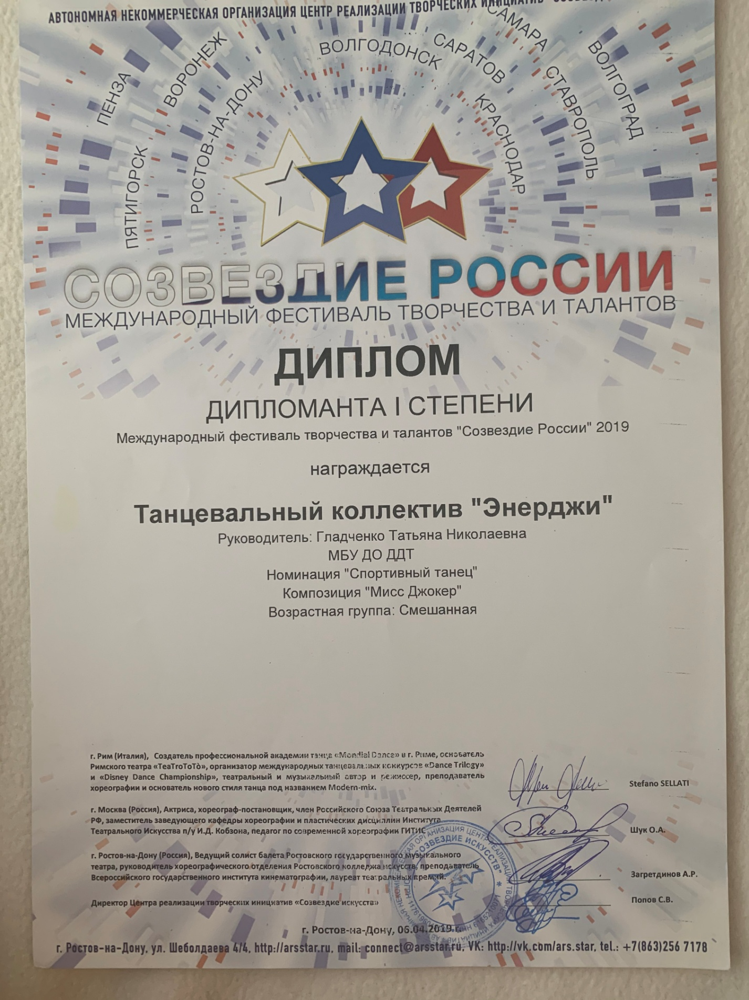 АВТОНОМНАЯ НЕКОММЕРЧЕСКАЯ ОРГАНИЗАЦИЯ ЦЕНТР РЕАЛИЗАЦИИ ТВОРЧЕСКИХ
ПЕНЗА
ВОРОНЕЖ
ВОЛГОДОНСК
САРАТОВ
САМАРА
ВОЛГОГРАД
ПЯТИГОРСК
РОСТОВ-НА-ДОНУ
КРАСНОДАР
СТАВРОПОЛЬ
СОЗВЕЗДИЕ РОССИИ
МЕЖДУНАРОДНЫЙ ФЕСТИВАЛЬ ТВОРЧЕСТВА И ТАЛАНТОВ
ДИПЛОМ
ДИПЛОМАНТА I СТЕПЕНИ
Международный фестиваль творчества и талантов "Созвездие России" 2019
награждается
Танцевальный коллектив "Энерджи"
Руководитель: Гладченко Татьяна Николаевна
МБУ ДО ДДТ
Номинация "Спортивный танец"
Композиция "Мисс Джокер"
Возрастная группа: Смешанная
г. Рим (Италия), Создатель профессиональной академии танца «Mondial Dance» в г. Риме, основатель
Римского театра «TeaTroToTò», организатор международных танцевальных конкурсов «Dance Trilogy»
и «Disney Dance Championship», театральный и музыкальный автор и режиссер, преподаватель
хореографии и основатель нового стиля танца под названием Modern-mix.
Stefano SELLATI
г. Москва (Россия), Актриса, хореограф-постановщик, член Российского Союза Театральных Деятелей
РФ, заместитель заведующего кафедры хореографии и пластических дисциллин Института
Театрального Искусства п/у И.Д. Кобзона, педагог по современной хореографии ГИТИС
Шук О.А.
г. Ростов-на-Дону (Россия), Ведущий солист балета Ростовского государственного музыкального
театра, руководитель хореографического отделения Ростовского колледжа искусств, преподаватель
Всероссийского государственного института кинематографии, лауреат театральных премий.
Загретдинов А.Р.
Директор Центра реализации творческих инициатив «Созвездие искусств»
Попов С.В.
"СОЗВЕЗДИЕ ИСКУССТВ"
г. Ростов-на-Дону, 06.04.2019 г.
г. Ростов-на-Дону, ул. Шеболдаева 4/4, http://arsstar.ru, mail: connect@arsstar.ru, VK: http://vk.com/ars.star, tel.: +7(863)256 7178